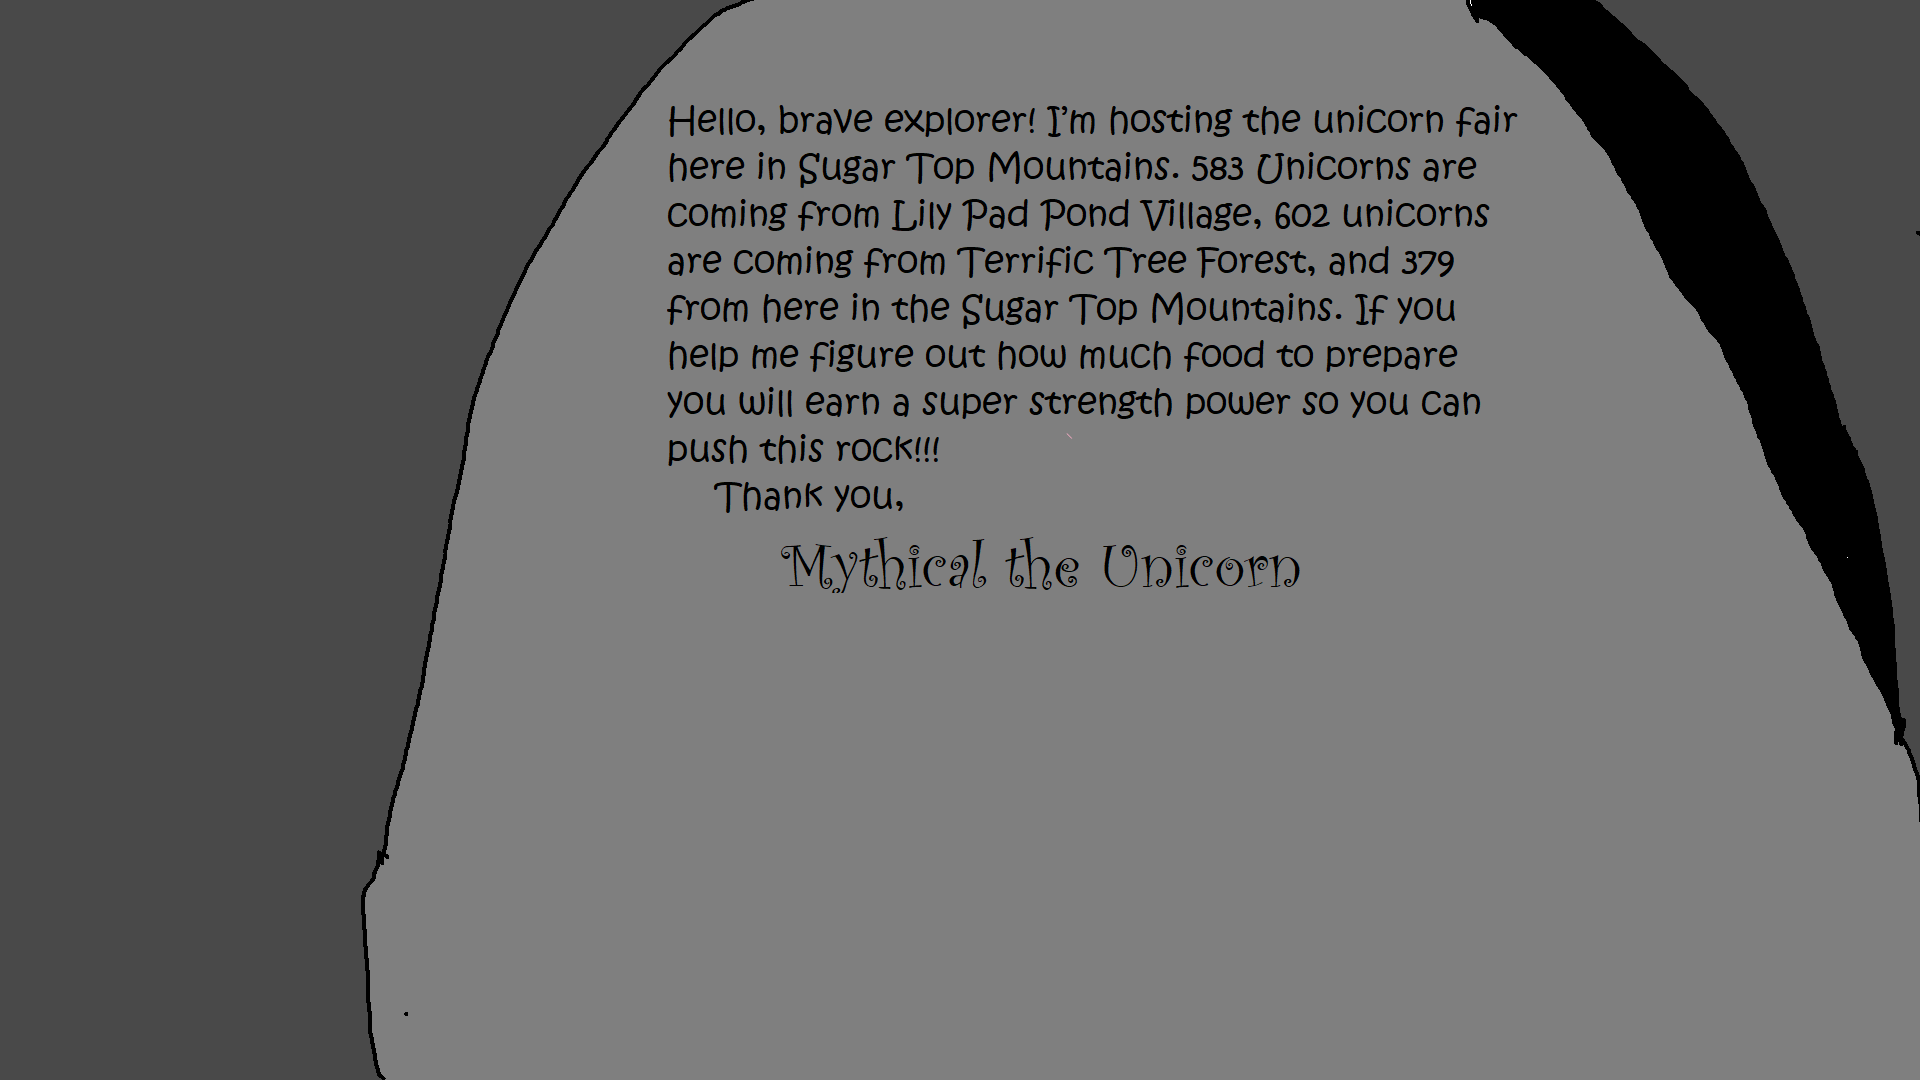 Hello, brave explorer! I'm hosting the unicorn fair
here in Sugar Top Mountains. 583 Unicorns are
coming from Lily Pad Pond Village, 602 unicorns
are coming from Terrific Tree Forest, and 379
from here in the Sugar Top Mountains. If you
help me figure out how much food to prepare
you will earn a super strength power so you can
push this rock!!!
Thank you,
Mythical the Unicorn